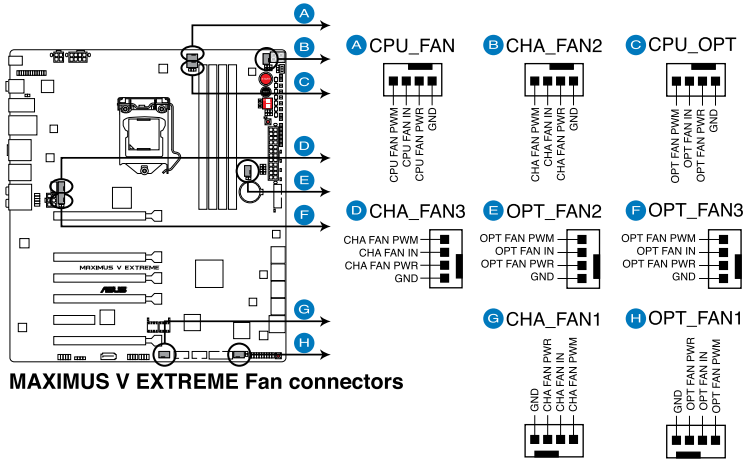 A
B
C
D
E
F
G
H
MAXIMUS V EXTREME
ASUS
MAXIMUS V EXTREME Fan connectors
A CPU_FAN
CPU FAN PWM
CPU FAN IN
CPU FAN PWR
GND
B CHA_FAN2
CHA FAN PWM
CHA FAN IN
CHA FAN PWR
GND
C CPU_OPT
OPT FAN PWM
OPT FAN IN
OPT FAN PWR
GND
D CHA_FAN3
CHA FAN PWM
CHA FAN IN
CHA FAN PWR
GND
E OPT_FAN2
OPT FAN PWM
OPT FAN IN
OPT FAN PWR
GND
F OPT_FAN3
OPT FAN PWM
OPT FAN IN
OPT FAN PWR
GND
G CHA_FAN1
GND
CHA FAN PWR
CHA FAN IN
CHA FAN PWM
H OPT_FAN1
GND
OPT FAN PWR
OPT FAN IN
OPT FAN PWM